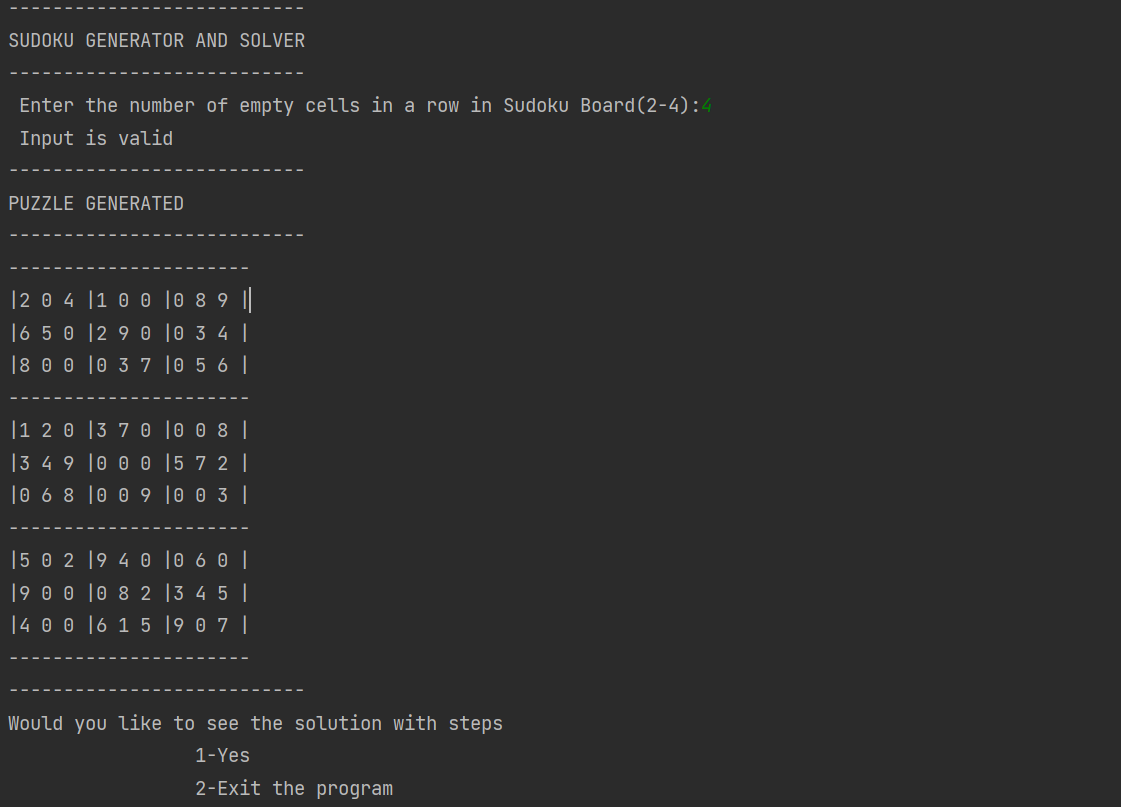 ---------------------------
SUDOKU GENERATOR AND SOLVER
---------------------------
 Enter the number of empty cells in a row in Sudoku Board(2-4):4
 Input is valid
---------------------------
PUZZLE GENERATED
---------------------------
----------------------
|2 0 4 |1 0 0 |0 8 9 |
|6 5 0 |2 9 0 |0 3 4 |
|8 0 0 |0 3 7 |0 5 6 |
----------------------
|1 2 0 |3 7 0 |0 0 8 |
|3 4 9 |0 0 0 |5 7 2 |
|0 6 8 |0 0 9 |0 0 3 |
----------------------
|5 0 2 |9 4 0 |0 6 0 |
|9 0 0 |0 8 2 |3 4 5 |
|4 0 0 |6 1 5 |9 0 7 |
----------------------
---------------------------
Would you like to see the solution with steps
                 1-Yes
                 2-Exit the program